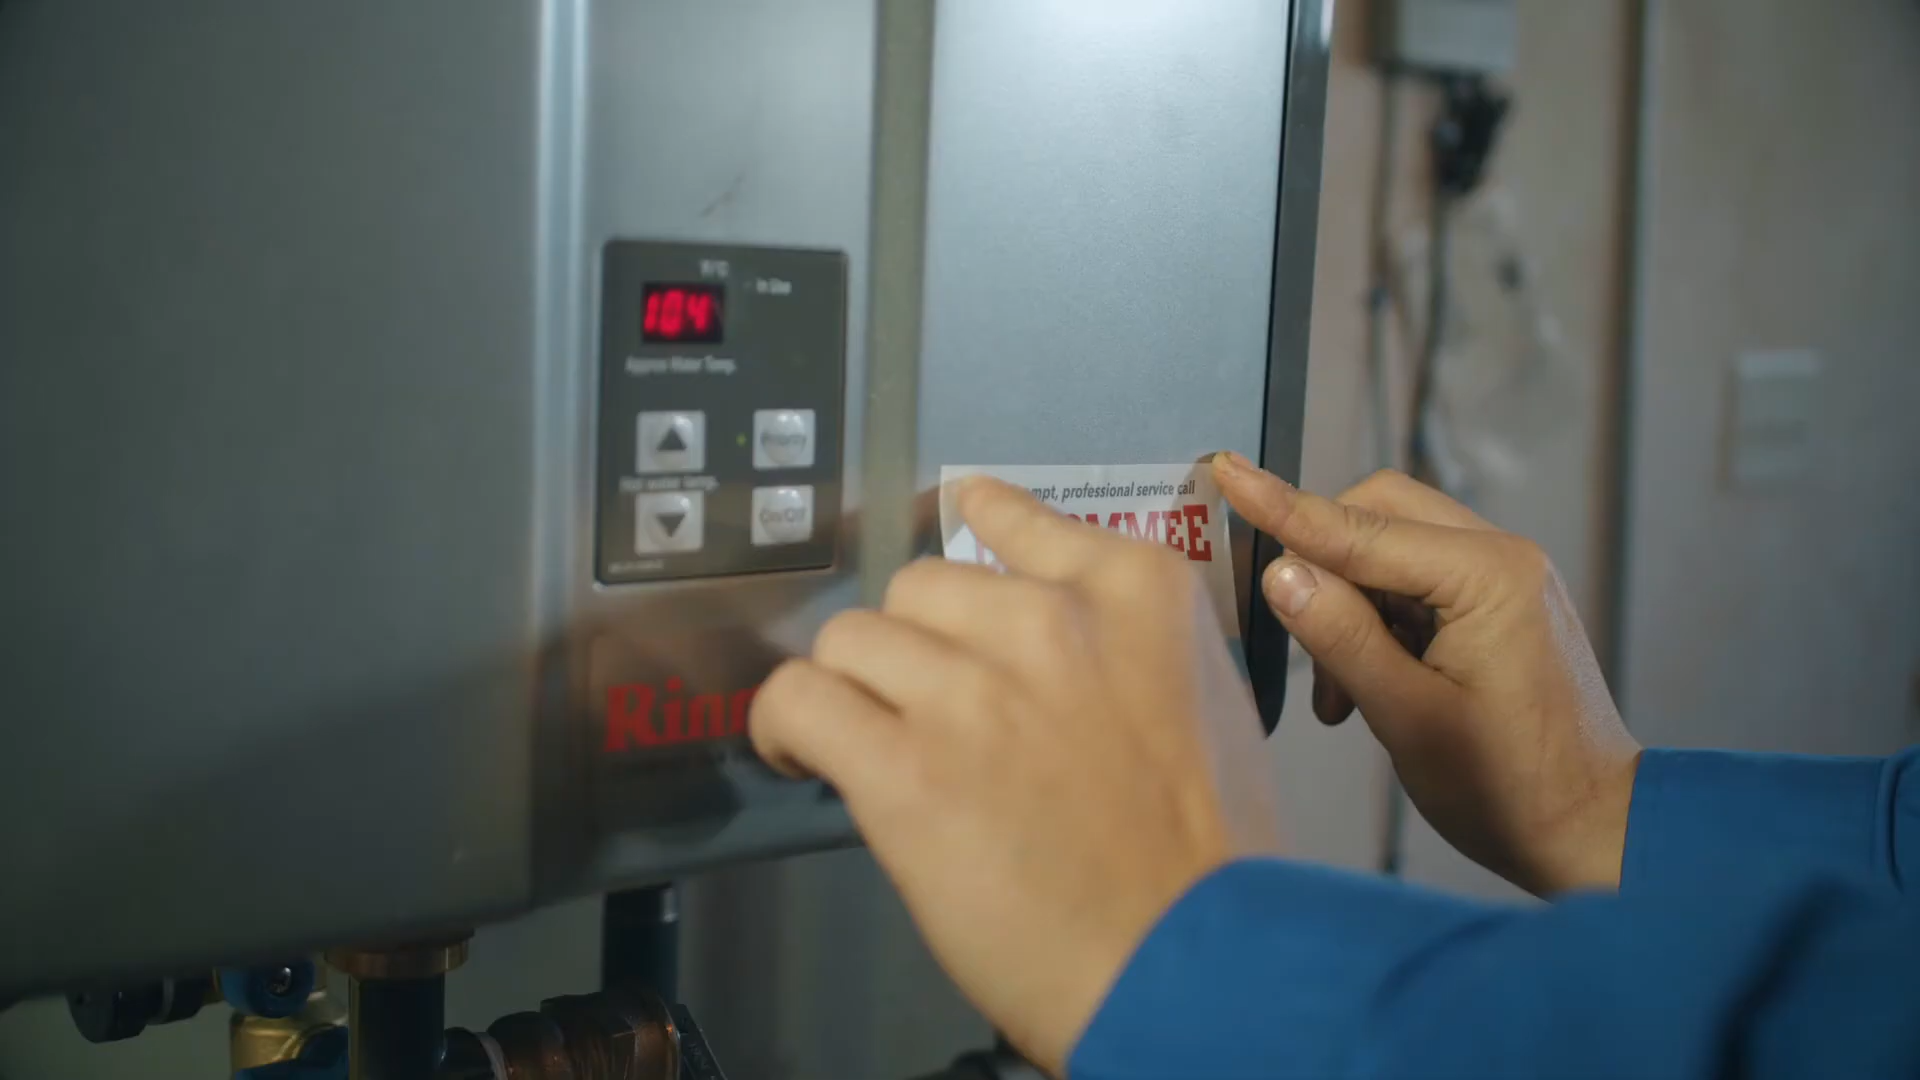 °F/°C
In Use
104
Approx Water Temp.
Priority
Hot water temp.
On/Off
mpt, professional service call
OMMEE
Rinn